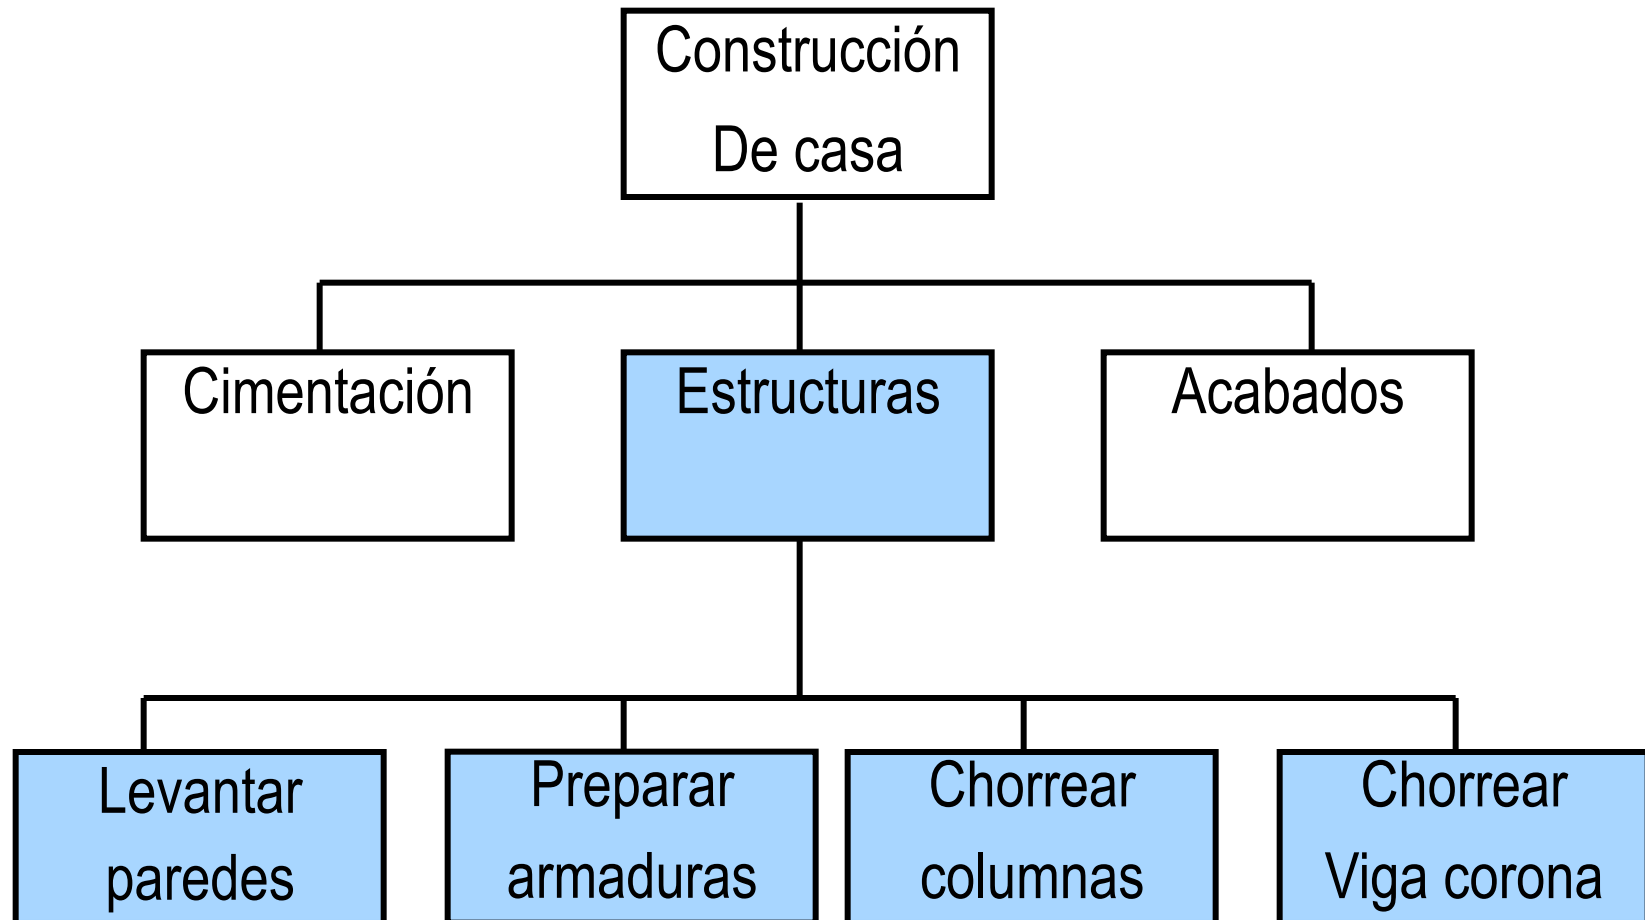 Construcción
De casa
Cimentación
Estructuras
Acabados
Levantar
paredes
Preparar
armaduras
Chorrear
columnas
Chorrear
Viga corona